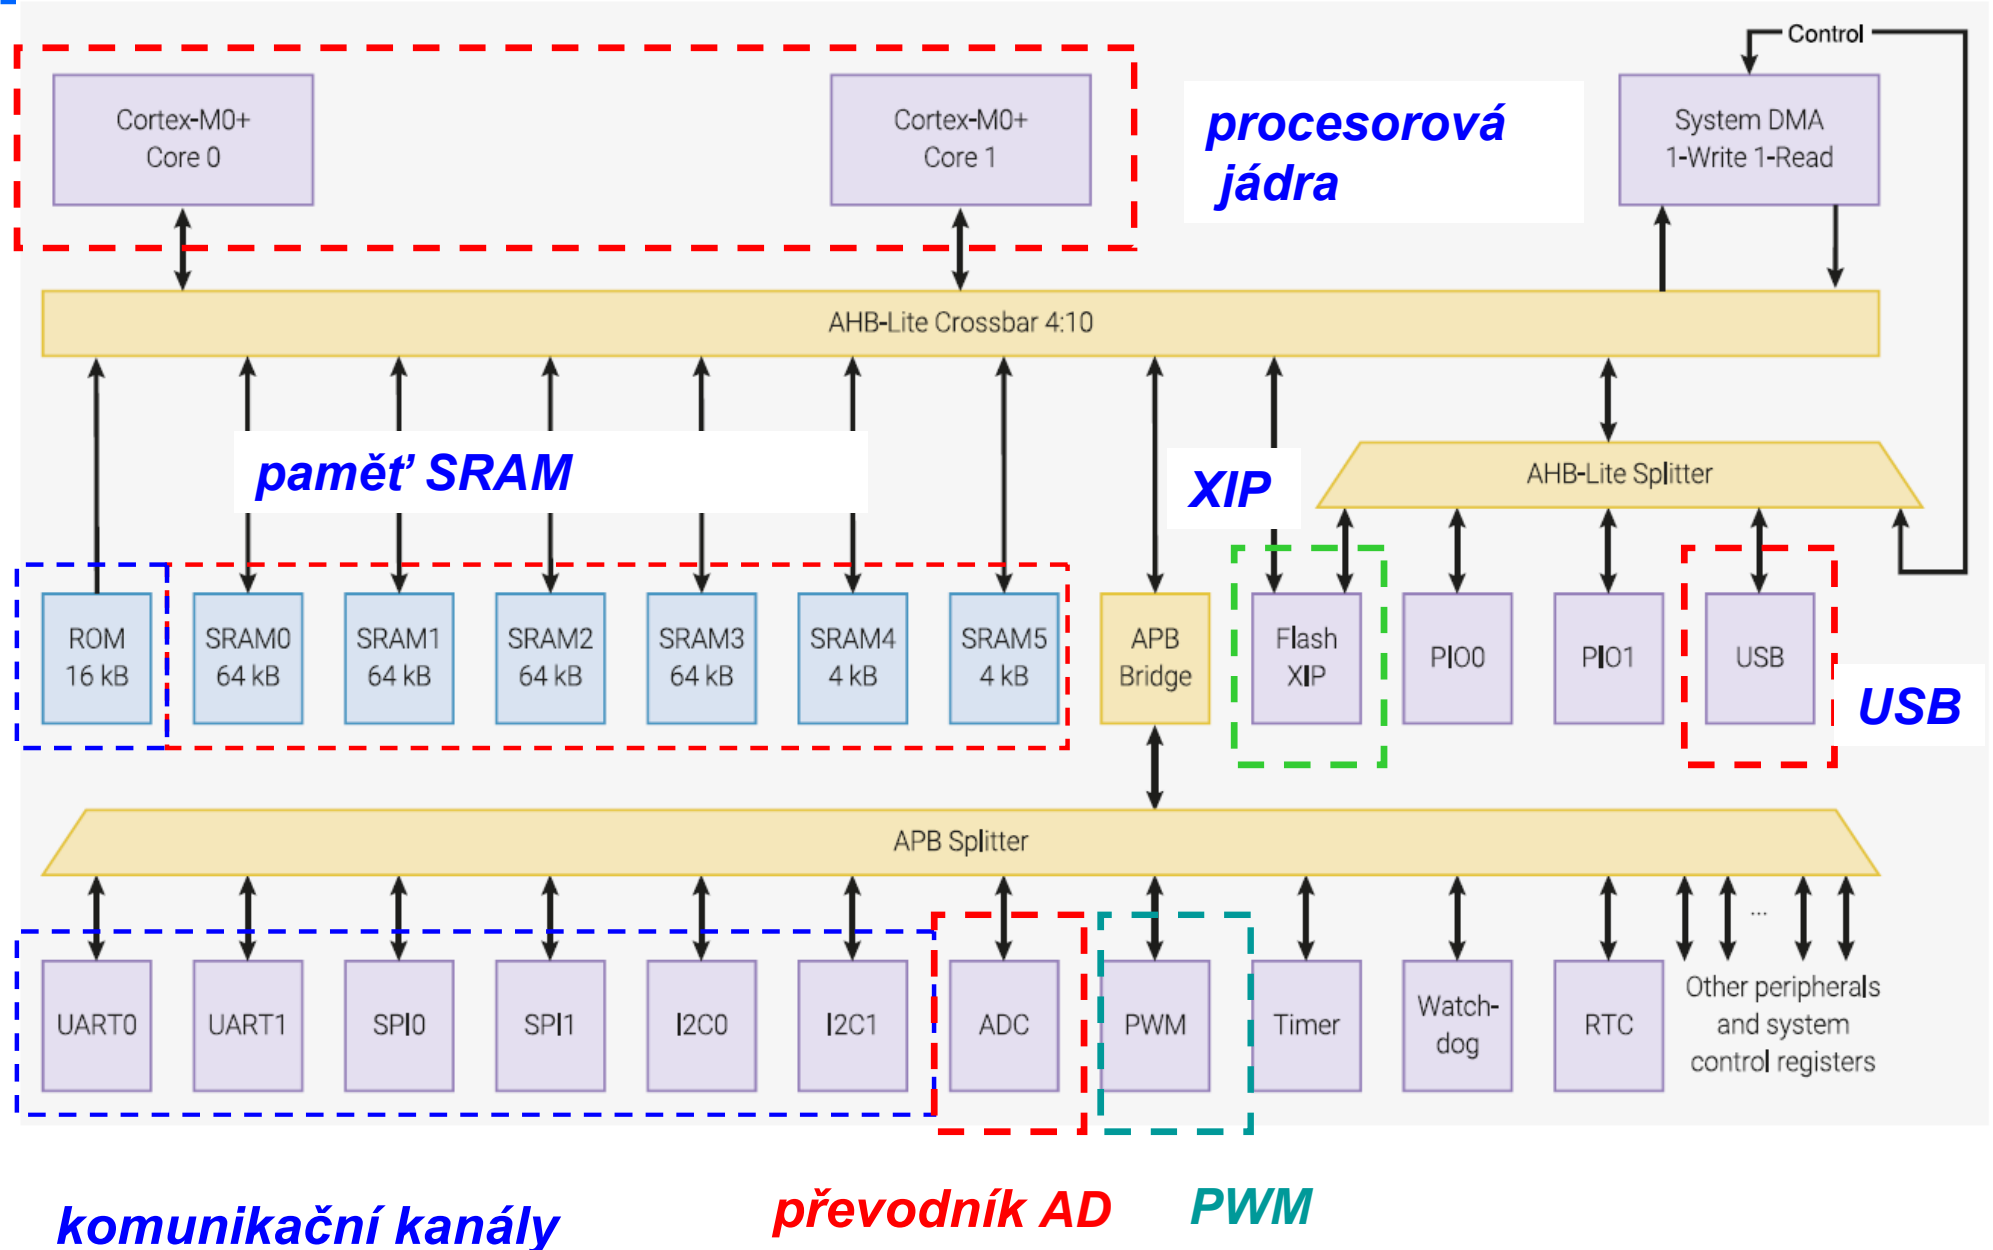 Control
Cortex-M0+
Core 0
Cortex-M0+
Core 1
procesorová
jádra
System DMA
1-Write 1-Read
AHB-Lite Crossbar 4:10
paměť SRAM
XIP
AHB-Lite Splitter
ROM
16 kB
SRAM0
64 kB
SRAM1
64 kB
SRAM2
64 kB
SRAM3
64 kB
SRAM4
4 kB
SRAM5
4 kB
APB
Bridge
Flash
XIP
PIO0
PIO1
USB
USB
APB Splitter
...
UART0
UART1
SPI0
SPI1
I2C0
I2C1
ADC
PWM
Timer
Watch-
dog
RTC
Other peripherals
and system
control registers
komunikační kanály
převodník AD
PWM